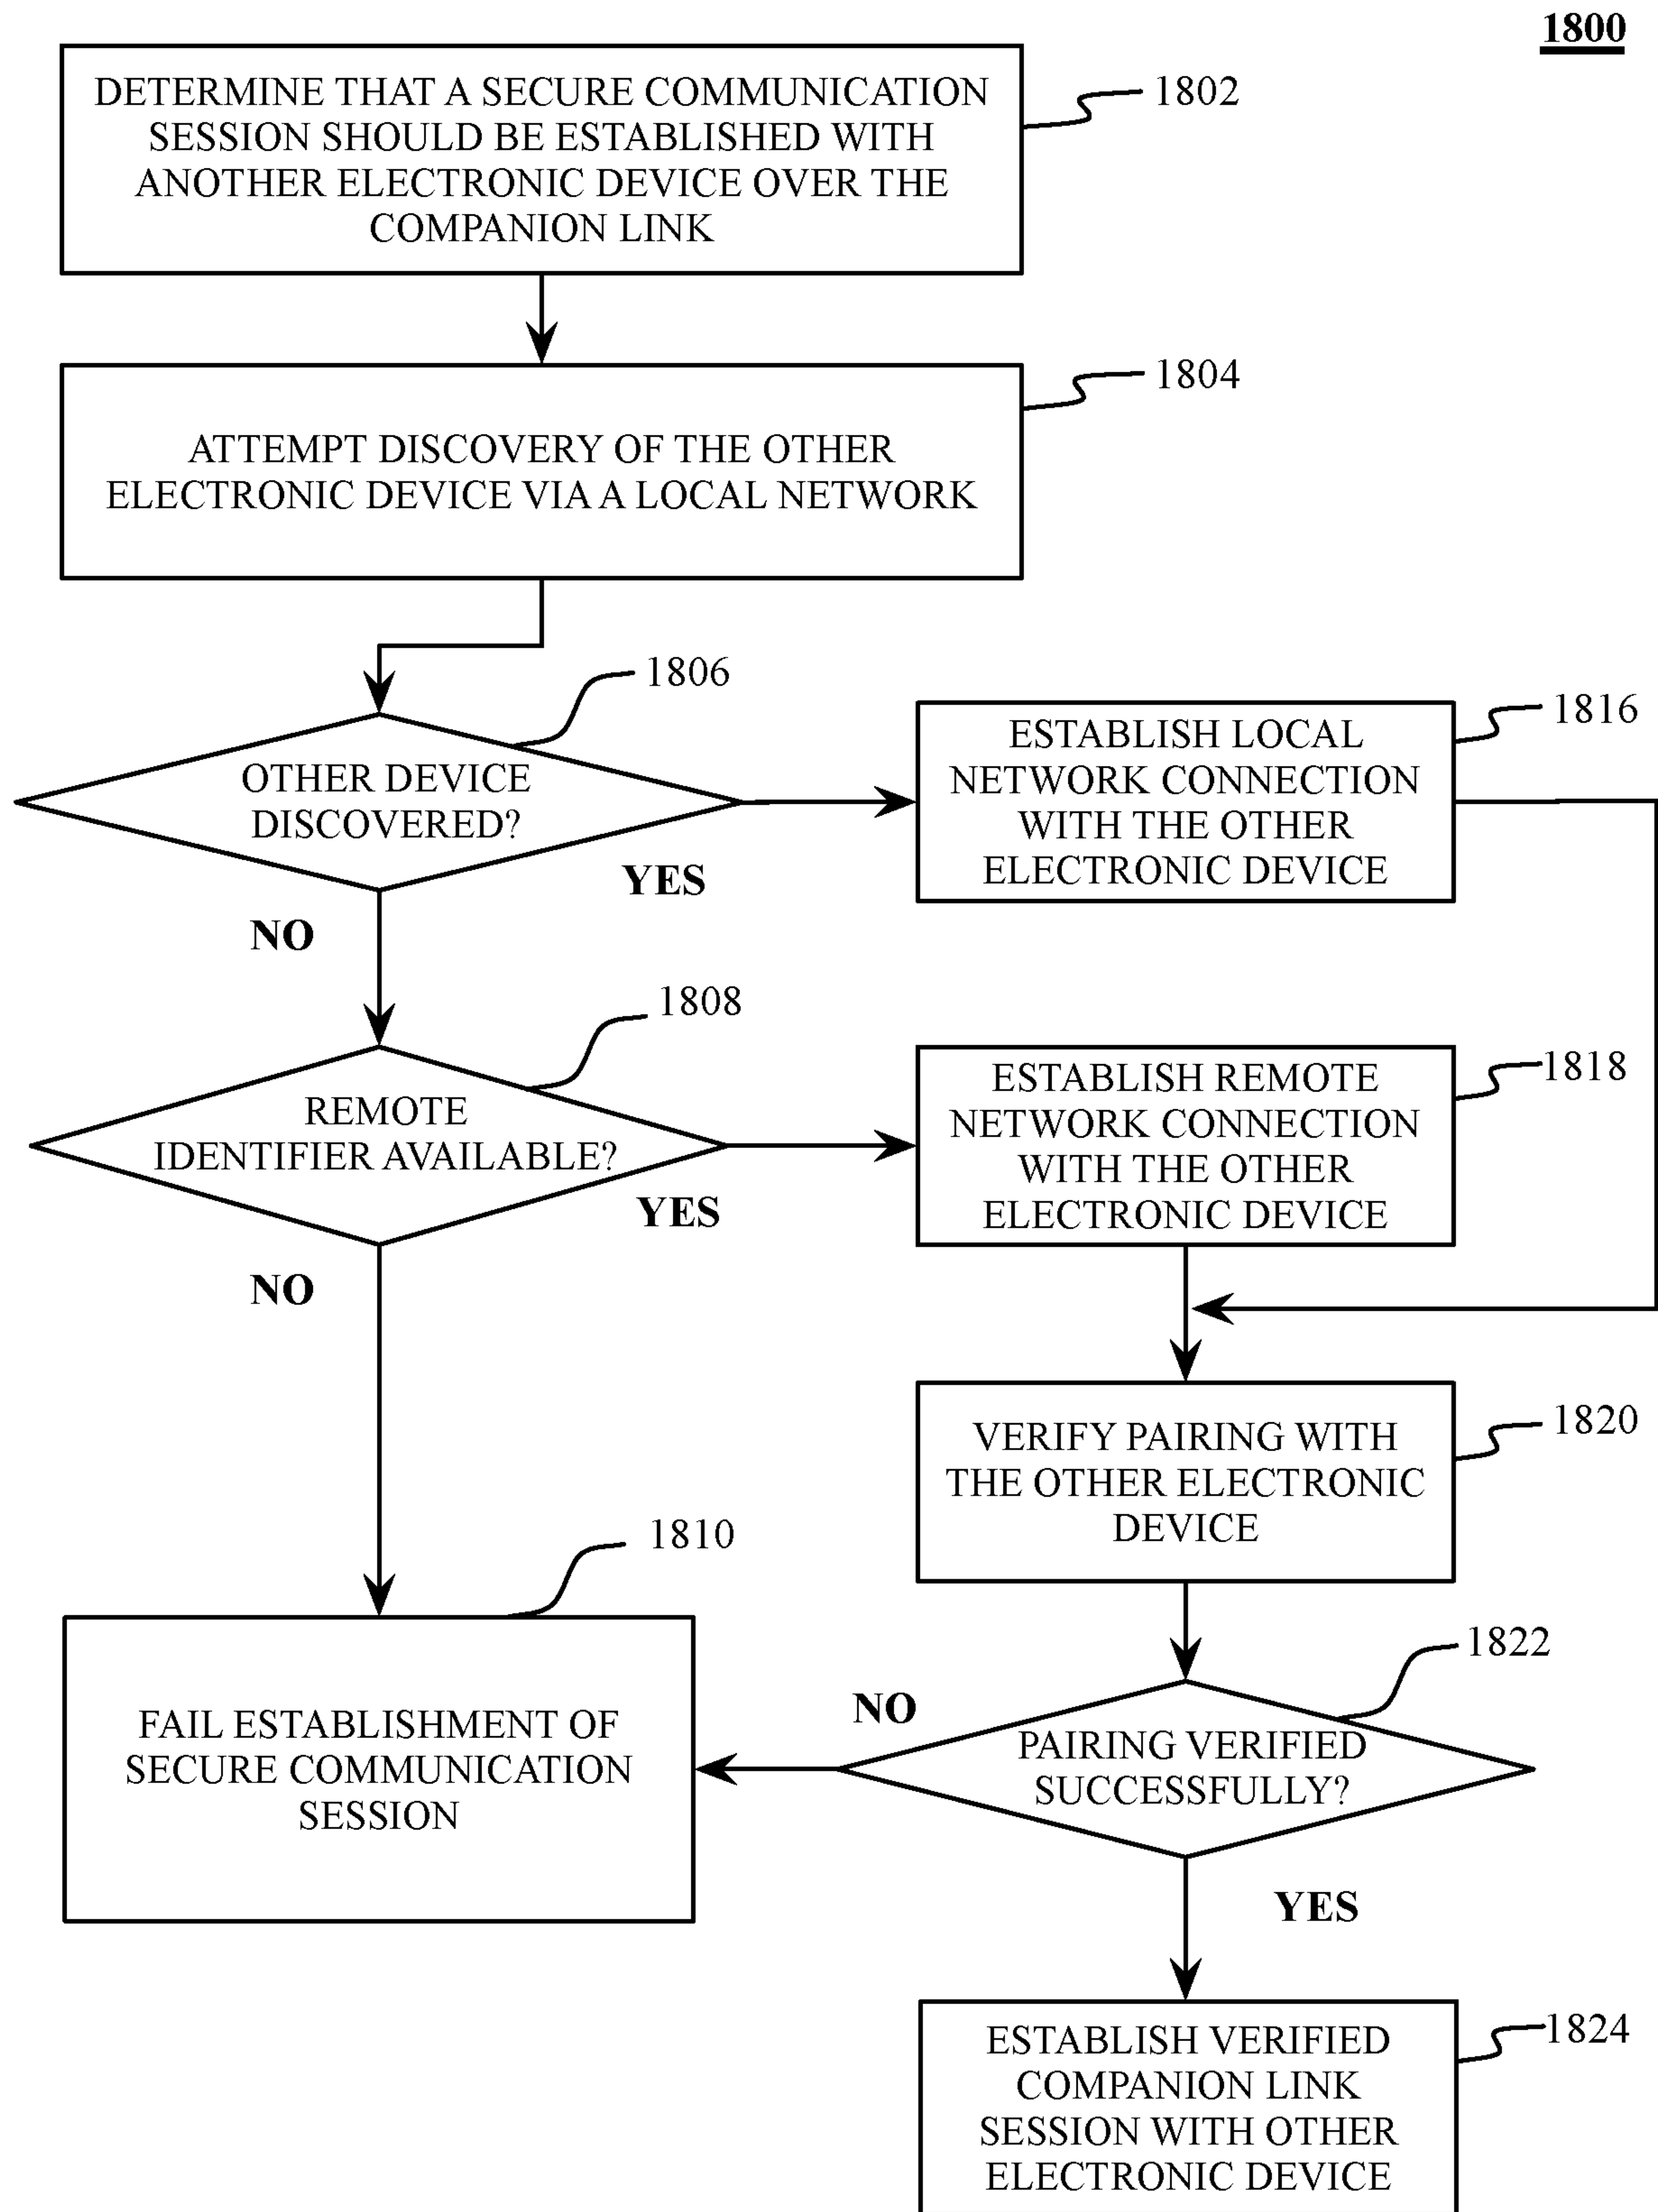 1800
DETERMINE THAT A SECURE COMMUNICATION
SESSION SHOULD BE ESTABLISHED WITH
ANOTHER ELECTRONIC DEVICE OVER THE
COMPANION LINK
1802
1804
ATTEMPT DISCOVERY OF THE OTHER
ELECTRONIC DEVICE VIA A LOCAL NETWORK
1806
OTHER DEVICE
DISCOVERED?
YES
NO
1816
ESTABLISH LOCAL
NETWORK CONNECTION
WITH THE OTHER
ELECTRONIC DEVICE
1808
REMOTE
IDENTIFIER AVAILABLE?
YES
NO
1818
ESTABLISH REMOTE
NETWORK CONNECTION
WITH THE OTHER
ELECTRONIC DEVICE
1820
VERIFY PAIRING WITH
THE OTHER ELECTRONIC
DEVICE
1810
FAIL ESTABLISHMENT OF
SECURE COMMUNICATION
SESSION
1822
NO
PAIRING VERIFIED
SUCCESSFULLY?
YES
1824
ESTABLISH VERIFIED
COMPANION LINK
SESSION WITH OTHER
ELECTRONIC DEVICE